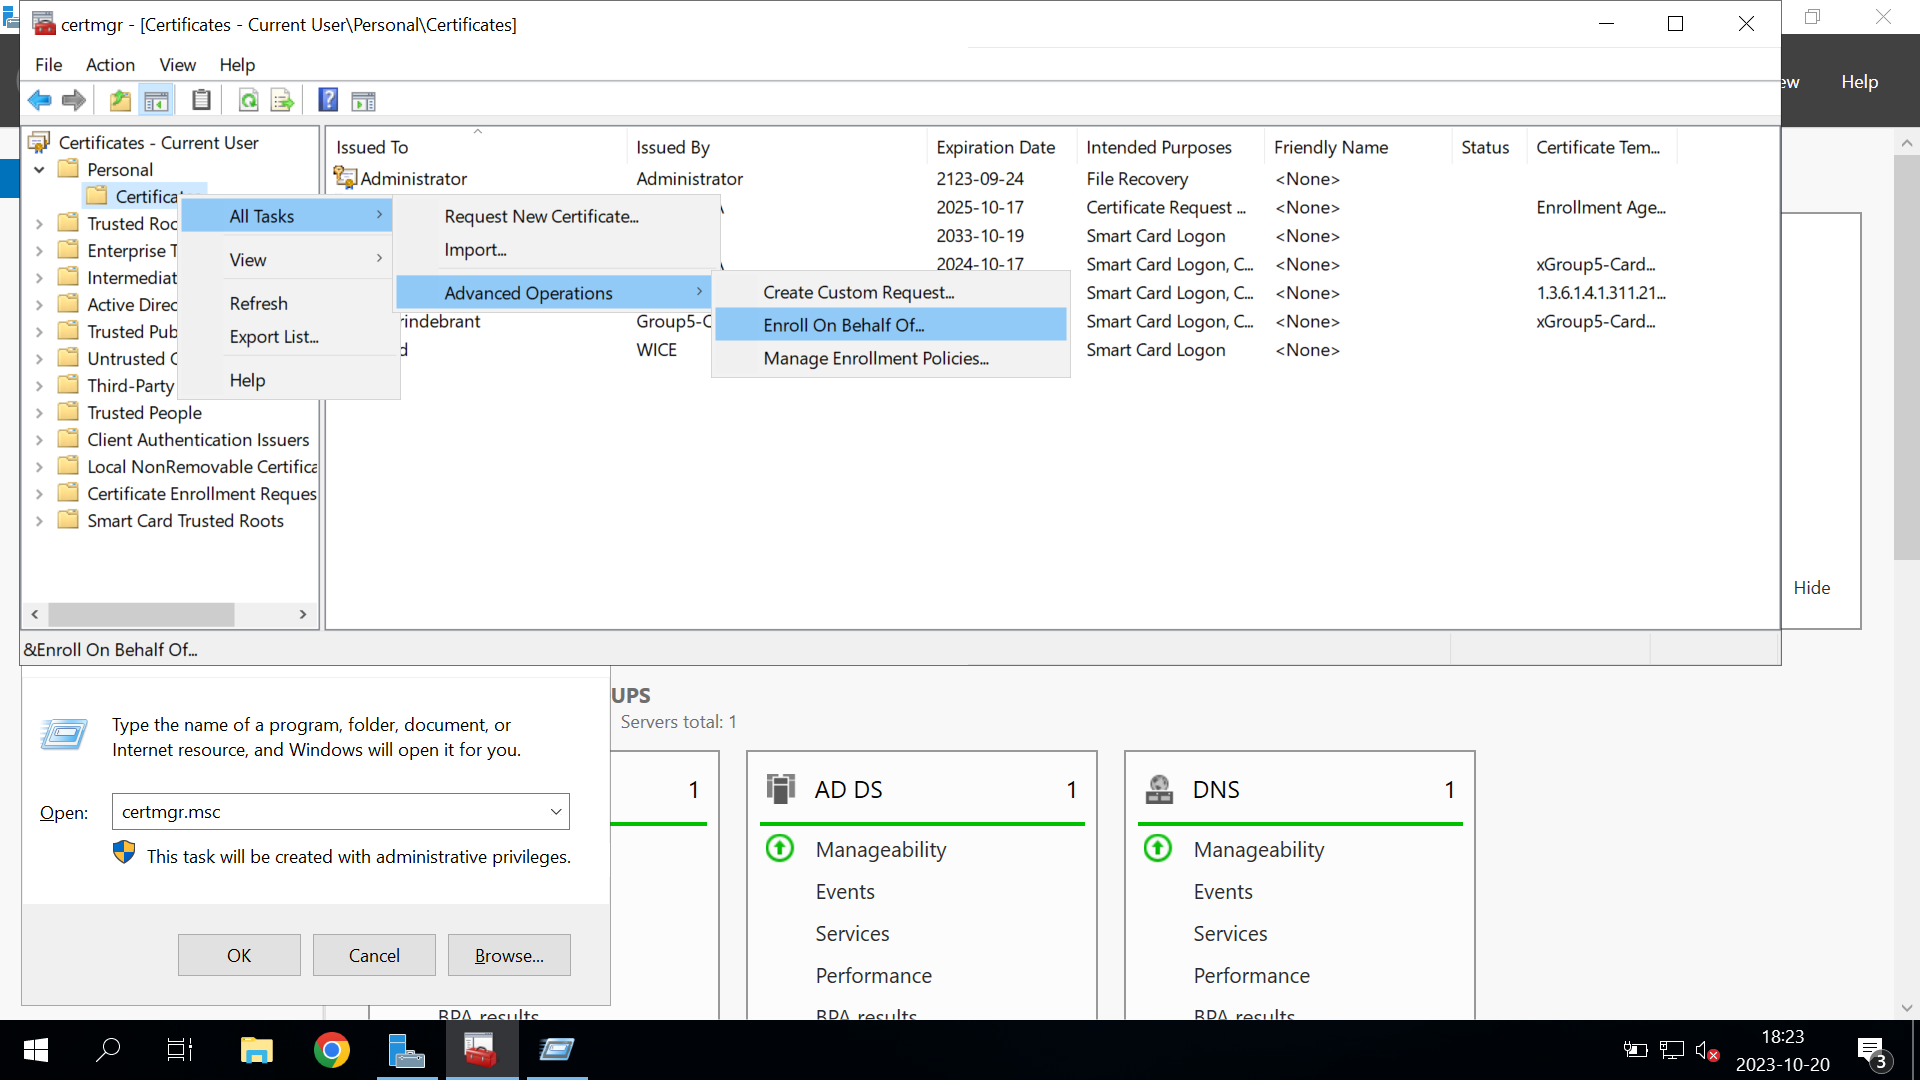 certmgr - [Certificates - Current User\Personal\Certificates]
File Action View Help
Help
Certificates - Current User
Personal
Trusted
Enterprise
Active
Trusted
Untrusted
Third-Party
Trusted People
Client Authentication Issuers
Local NonRemovable
Certificate Enrollment
Smart Card Trusted Roots
Issued To Issued By Expiration Date Intended Purposes Friendly Name Status Certificate Tem...
Administrator Administrator 2123-09-24 File Recovery <None>
2025-10-17 Certificate Request ... <None> Enrollment Age...
2033-10-19 Smart Card Logon <None>
2024-10-17 Smart Card Logon, C... <None> xGroup5-Card...
Smart Card Logon, C... <None> 1.3.6.1.4.1.311.21...
rindebrant Group5-C Smart Card Logon, C... <None> xGroup5-Card...
WICE Smart Card Logon <None>
All Tasks
View
Refresh
Export List...
Help
Request New Certificate...
Import...
Advanced Operations
Create Custom Request...
Enroll On Behalf Of...
Manage Enrollment Policies...
Hide
&Enroll On Behalf Of...
UPS
Servers total: 1
Type the name of a program, folder, document, or
Internet resource, and Windows will open it for you.
Open: certmgr.msc
This task will be created with administrative privileges.
OK Cancel Browse...
1
BPA results
AD DS 1
Manageability
Events
Services
Performance
BPA results
DNS 1
Manageability
Events
Services
Performance
BPA results
18:23
2023-10-20
3